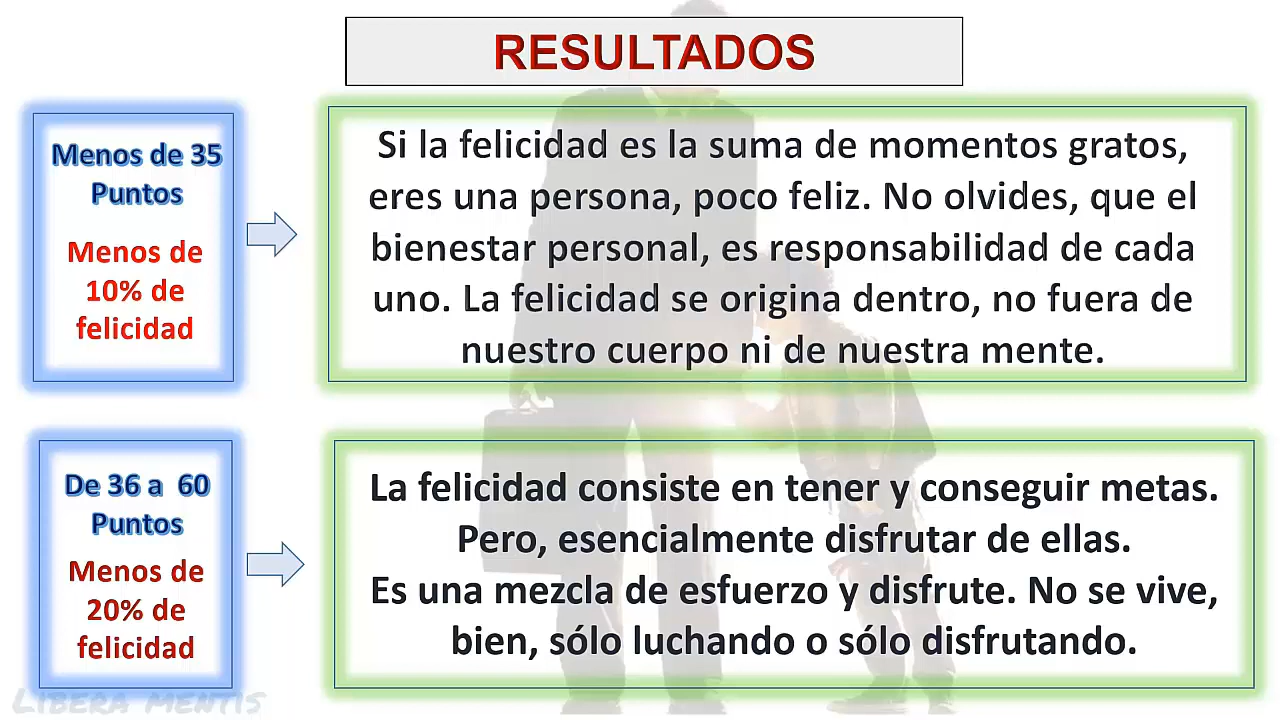 RESULTADOS
Menos de 35
Puntos
Menos de
10% de
felicidad
Si la felicidad es la suma de momentos gratos,
eres una persona, poco feliz. No olvides, que el
bienestar personal, es responsabilidad de cada
uno. La felicidad se origina dentro, no fuera de
nuestro cuerpo ni de nuestra mente.
De 36 a 60
Puntos
Menos de
20% de
felicidad
La felicidad consiste en tener y conseguir metas.
Pero, esencialmente disfrutar de ellas.
Es una mezcla de esfuerzo y disfrute. No se vive,
bien, sólo luchando o sólo disfrutando.
LIBERA MENTIS